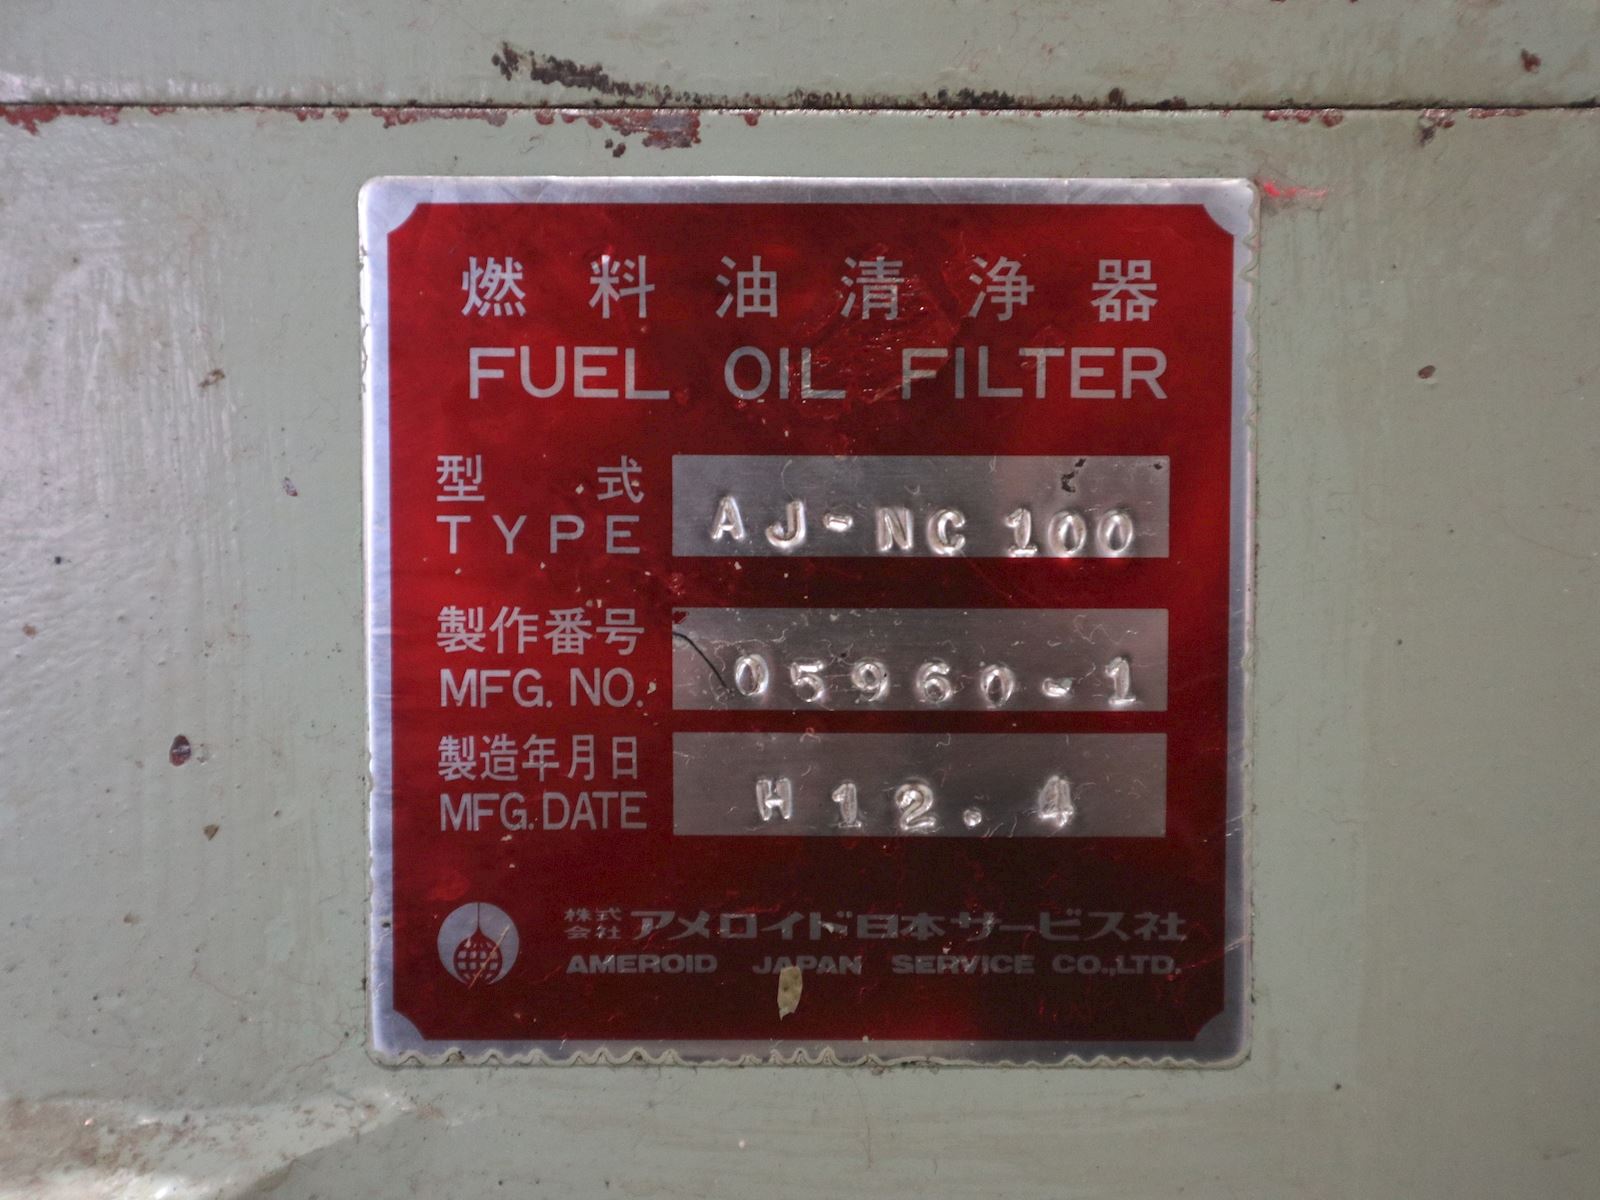 燃料油清浄器
FUEL OIL FILTER
型式 AJ-NC 100
TYPE
製作番号 05960-1
MFG. NO.
製造年月日 H12.4
MFG. DATE
株式会社 アメロイド日本サービス社
AMEROID JAPAN SERVICE CO.,LTD.